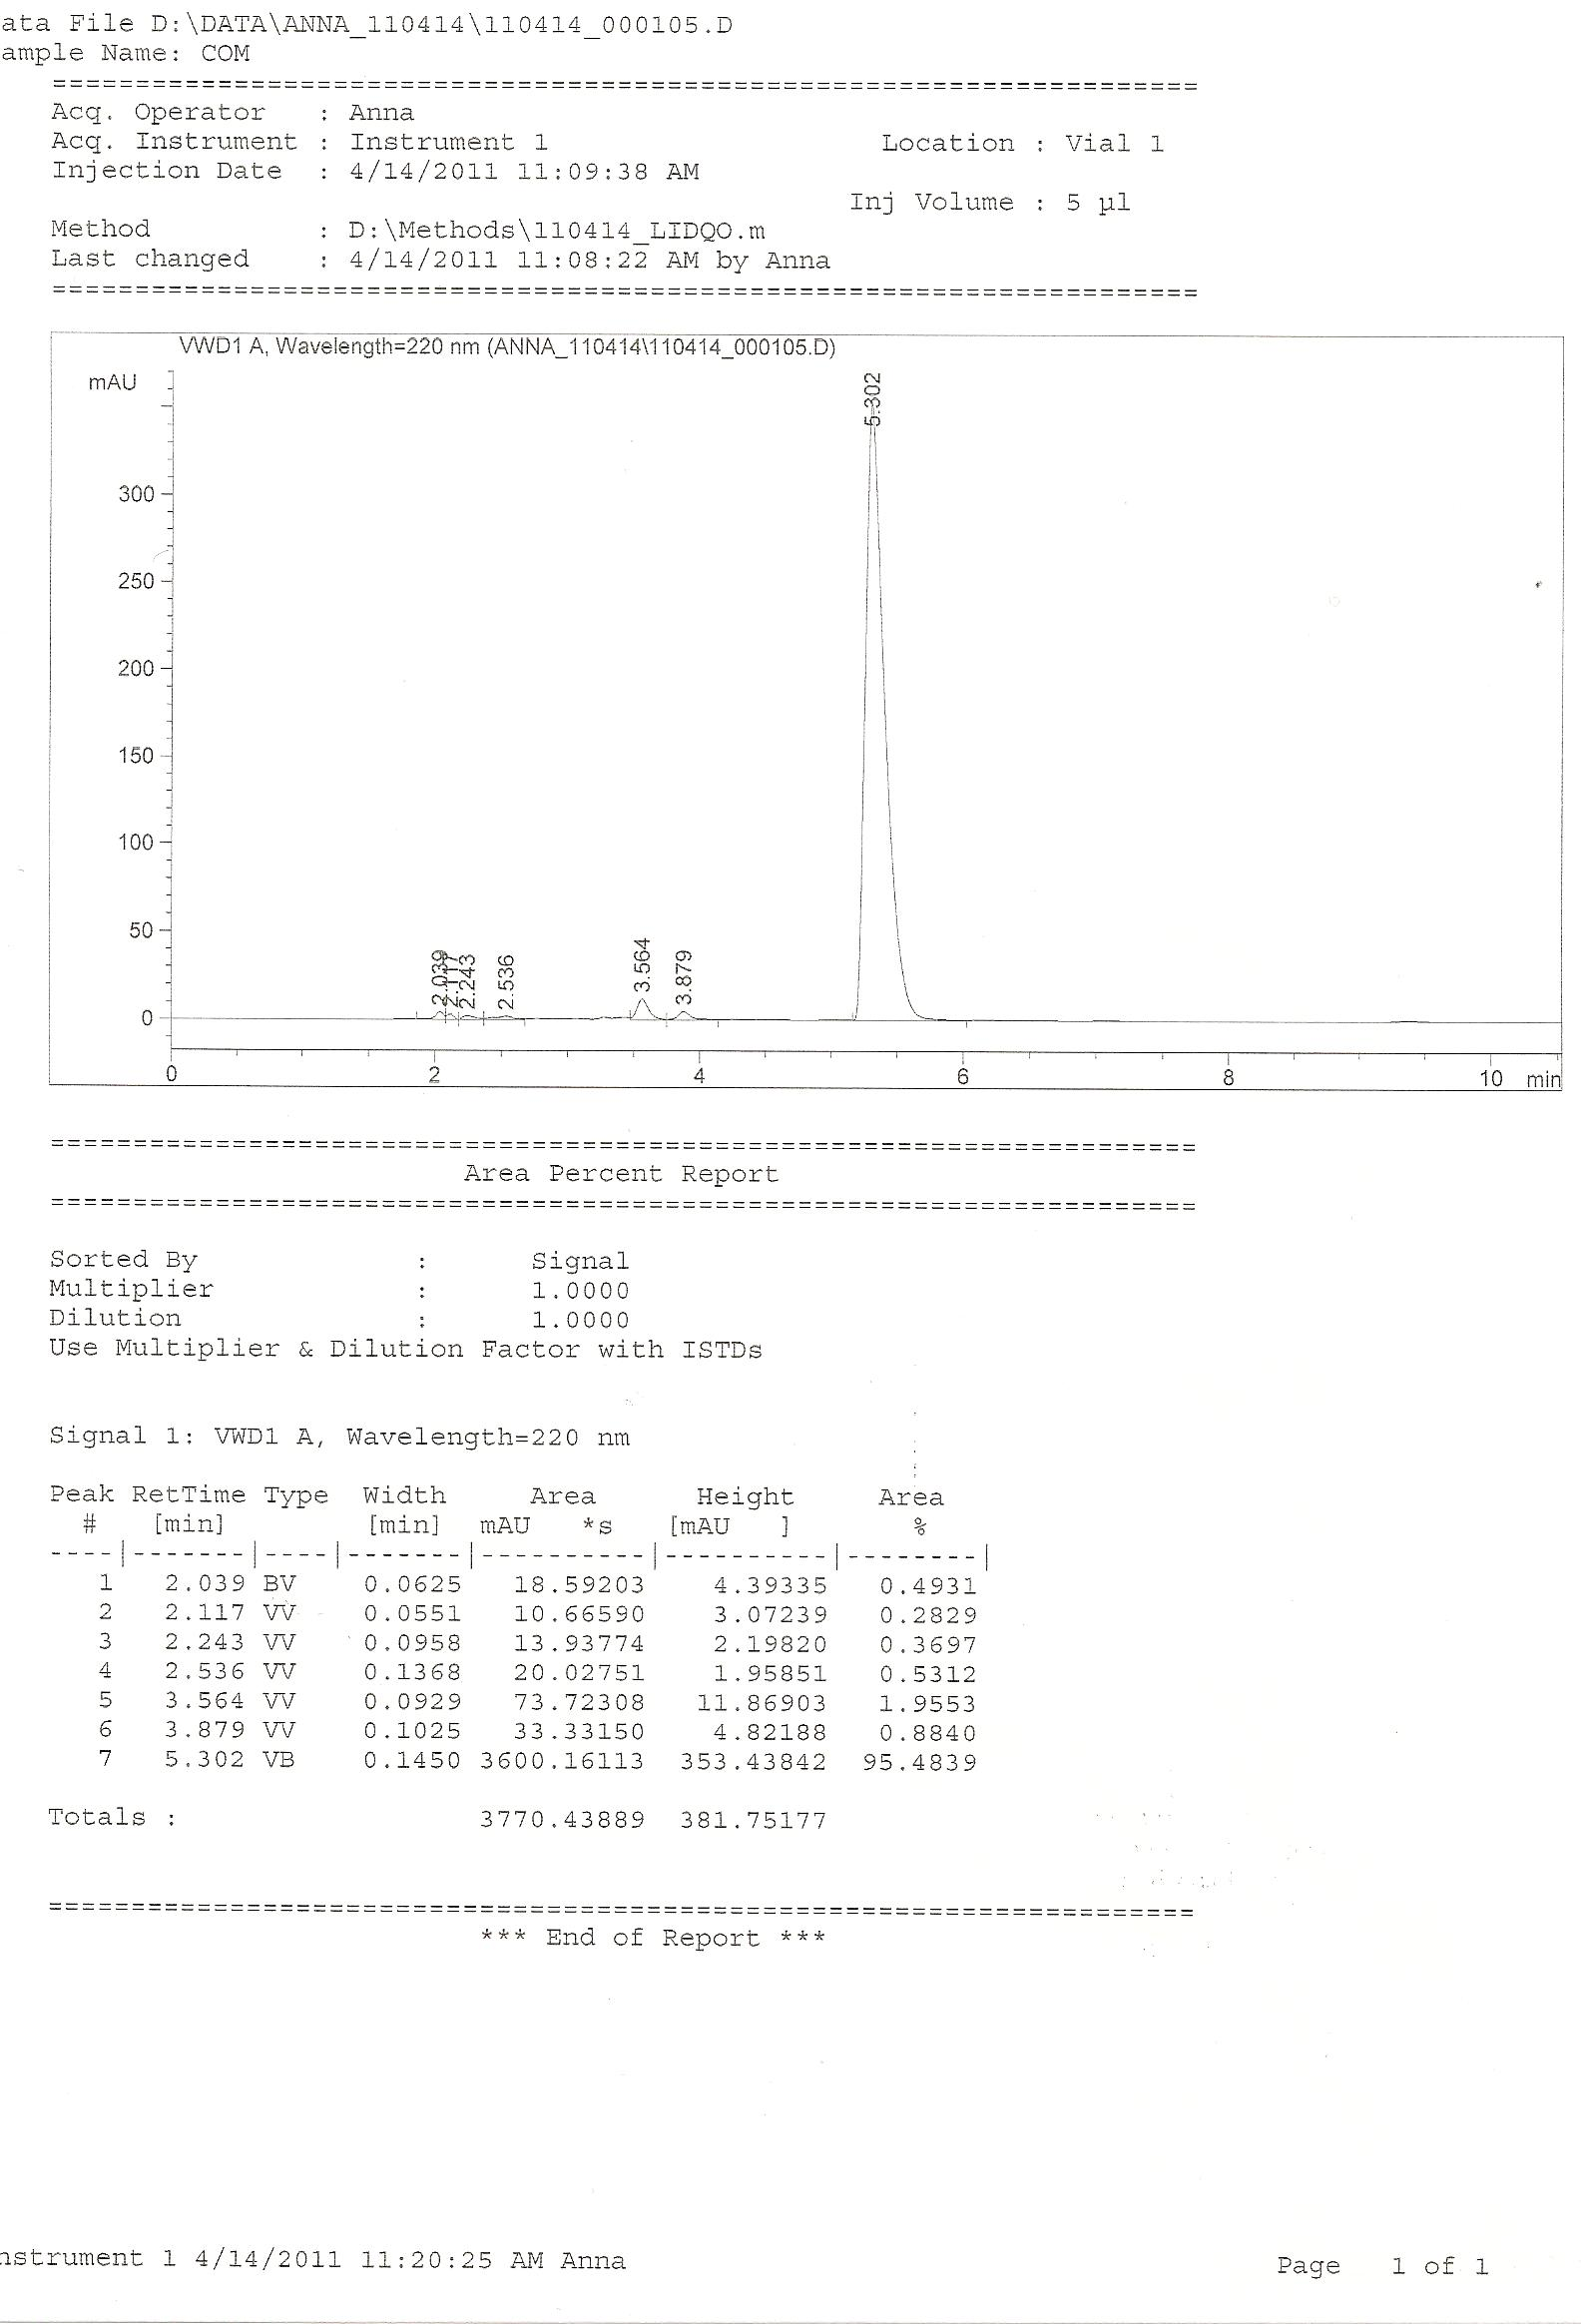 ata File D:\DATA\ANNA_110414\110414_000105.D
ample Name: COM
=====================================================================
Acq. Operator   : Anna
Acq. Instrument : Instrument 1                    Location : Vial 1
Injection Date  : 4/14/2011 11:09:38 AM
Inj Volume : 5 µl
Method          : D:\Methods\110414_LIDQO.m
Last changed    : 4/14/2011 11:08:22 AM by Anna
=====================================================================
VWD1 A, Wavelength=220 nm (ANNA_110414\110414_000105.D)
mAU
300
250
200
150
100
50
0
2.039
2.117
2.243
2.536
3.564
3.879
5.302
0 2 4 6 8 10 min
=====================================================================
Area Percent Report
=====================================================================
Sorted By             :      Signal
Multiplier            :      1.0000
Dilution              :      1.0000
Use Multiplier & Dilution Factor with ISTDs
Signal 1: VWD1 A, Wavelength=220 nm
Peak RetTime Type  Width     Area      Height     Area
  #   [min]        [min]  mAU   *s   [mAU   ]      %
----|-------|----|-------|----------|----------|--------|
   1   2.039 BV    0.0625   18.59203    4.39335   0.4931
   2   2.117 VV    0.0551   10.66590    3.07239   0.2829
   3   2.243 VV    0.0958   13.93774    2.19820   0.3697
   4   2.536 VV    0.1368   20.02751    1.95851   0.5312
   5   3.564 VV    0.0929   73.72308   11.86903   1.9553
   6   3.879 VV    0.1025   33.33150    4.82188   0.8840
   7   5.302 VB    0.1450 3600.16113  353.43842  95.4839
Totals :                  3770.43889  381.75177
=====================================================================
*** End of Report ***
nstrument 1 4/14/2011 11:20:25 AM Anna                    Page   1 of 1